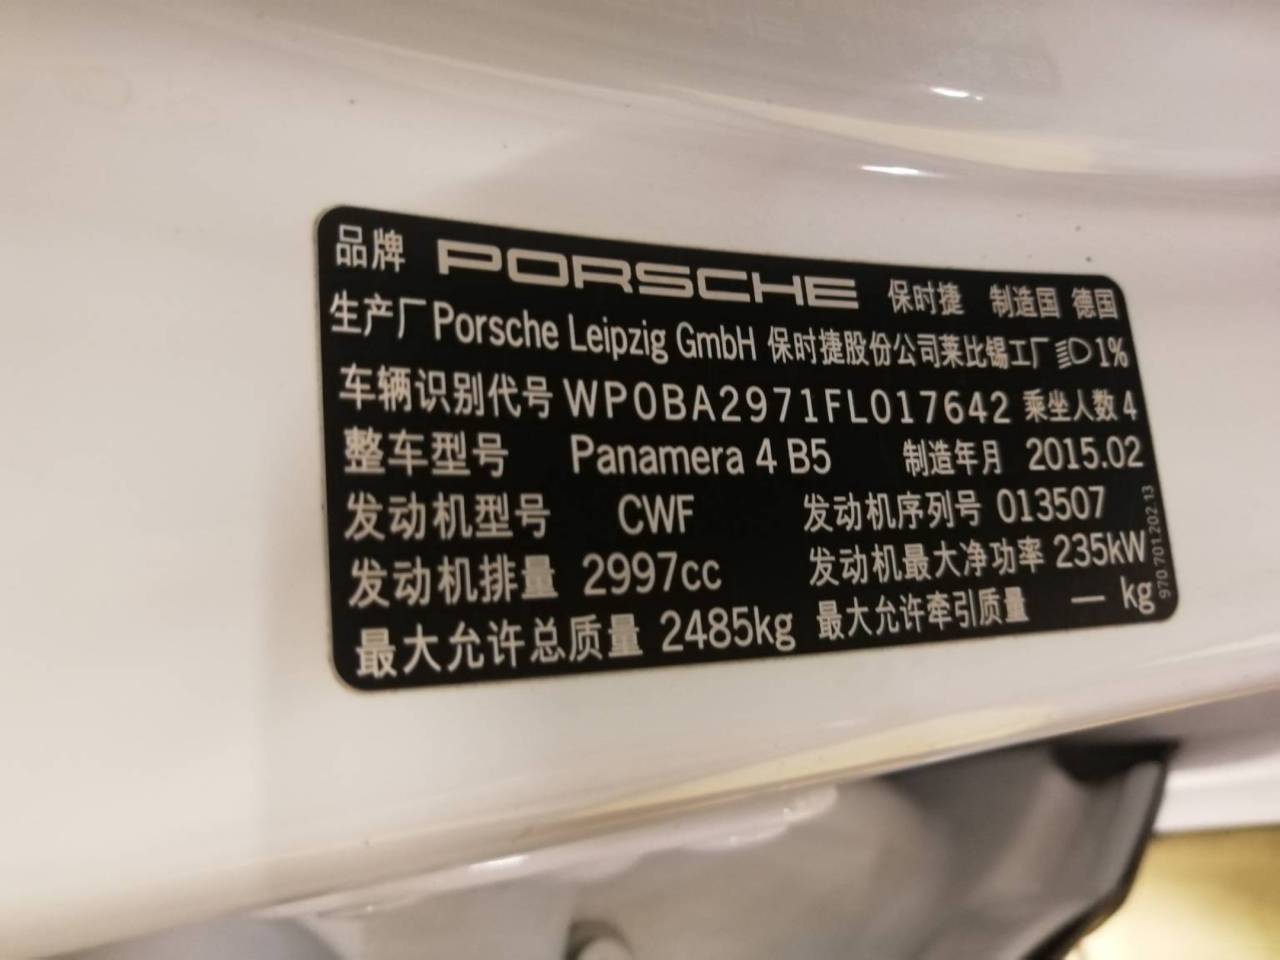 品牌 PORSCHE 保时捷 制造国 德国
生产厂 Porsche Leipzig GmbH 保时捷股份公司莱比锡工厂 1%
车辆识别代号 WP0BA2971FL017642 乘坐人数 4
整车型号 Panamera 4 B5 制造年月 2015.02
发动机型号 CWF 发动机序列号 013507
发动机排量 2997cc 发动机最大净功率 235kW
最大允许总质量 2485kg 最大允许牵引质量 — kg
970.701.202.13